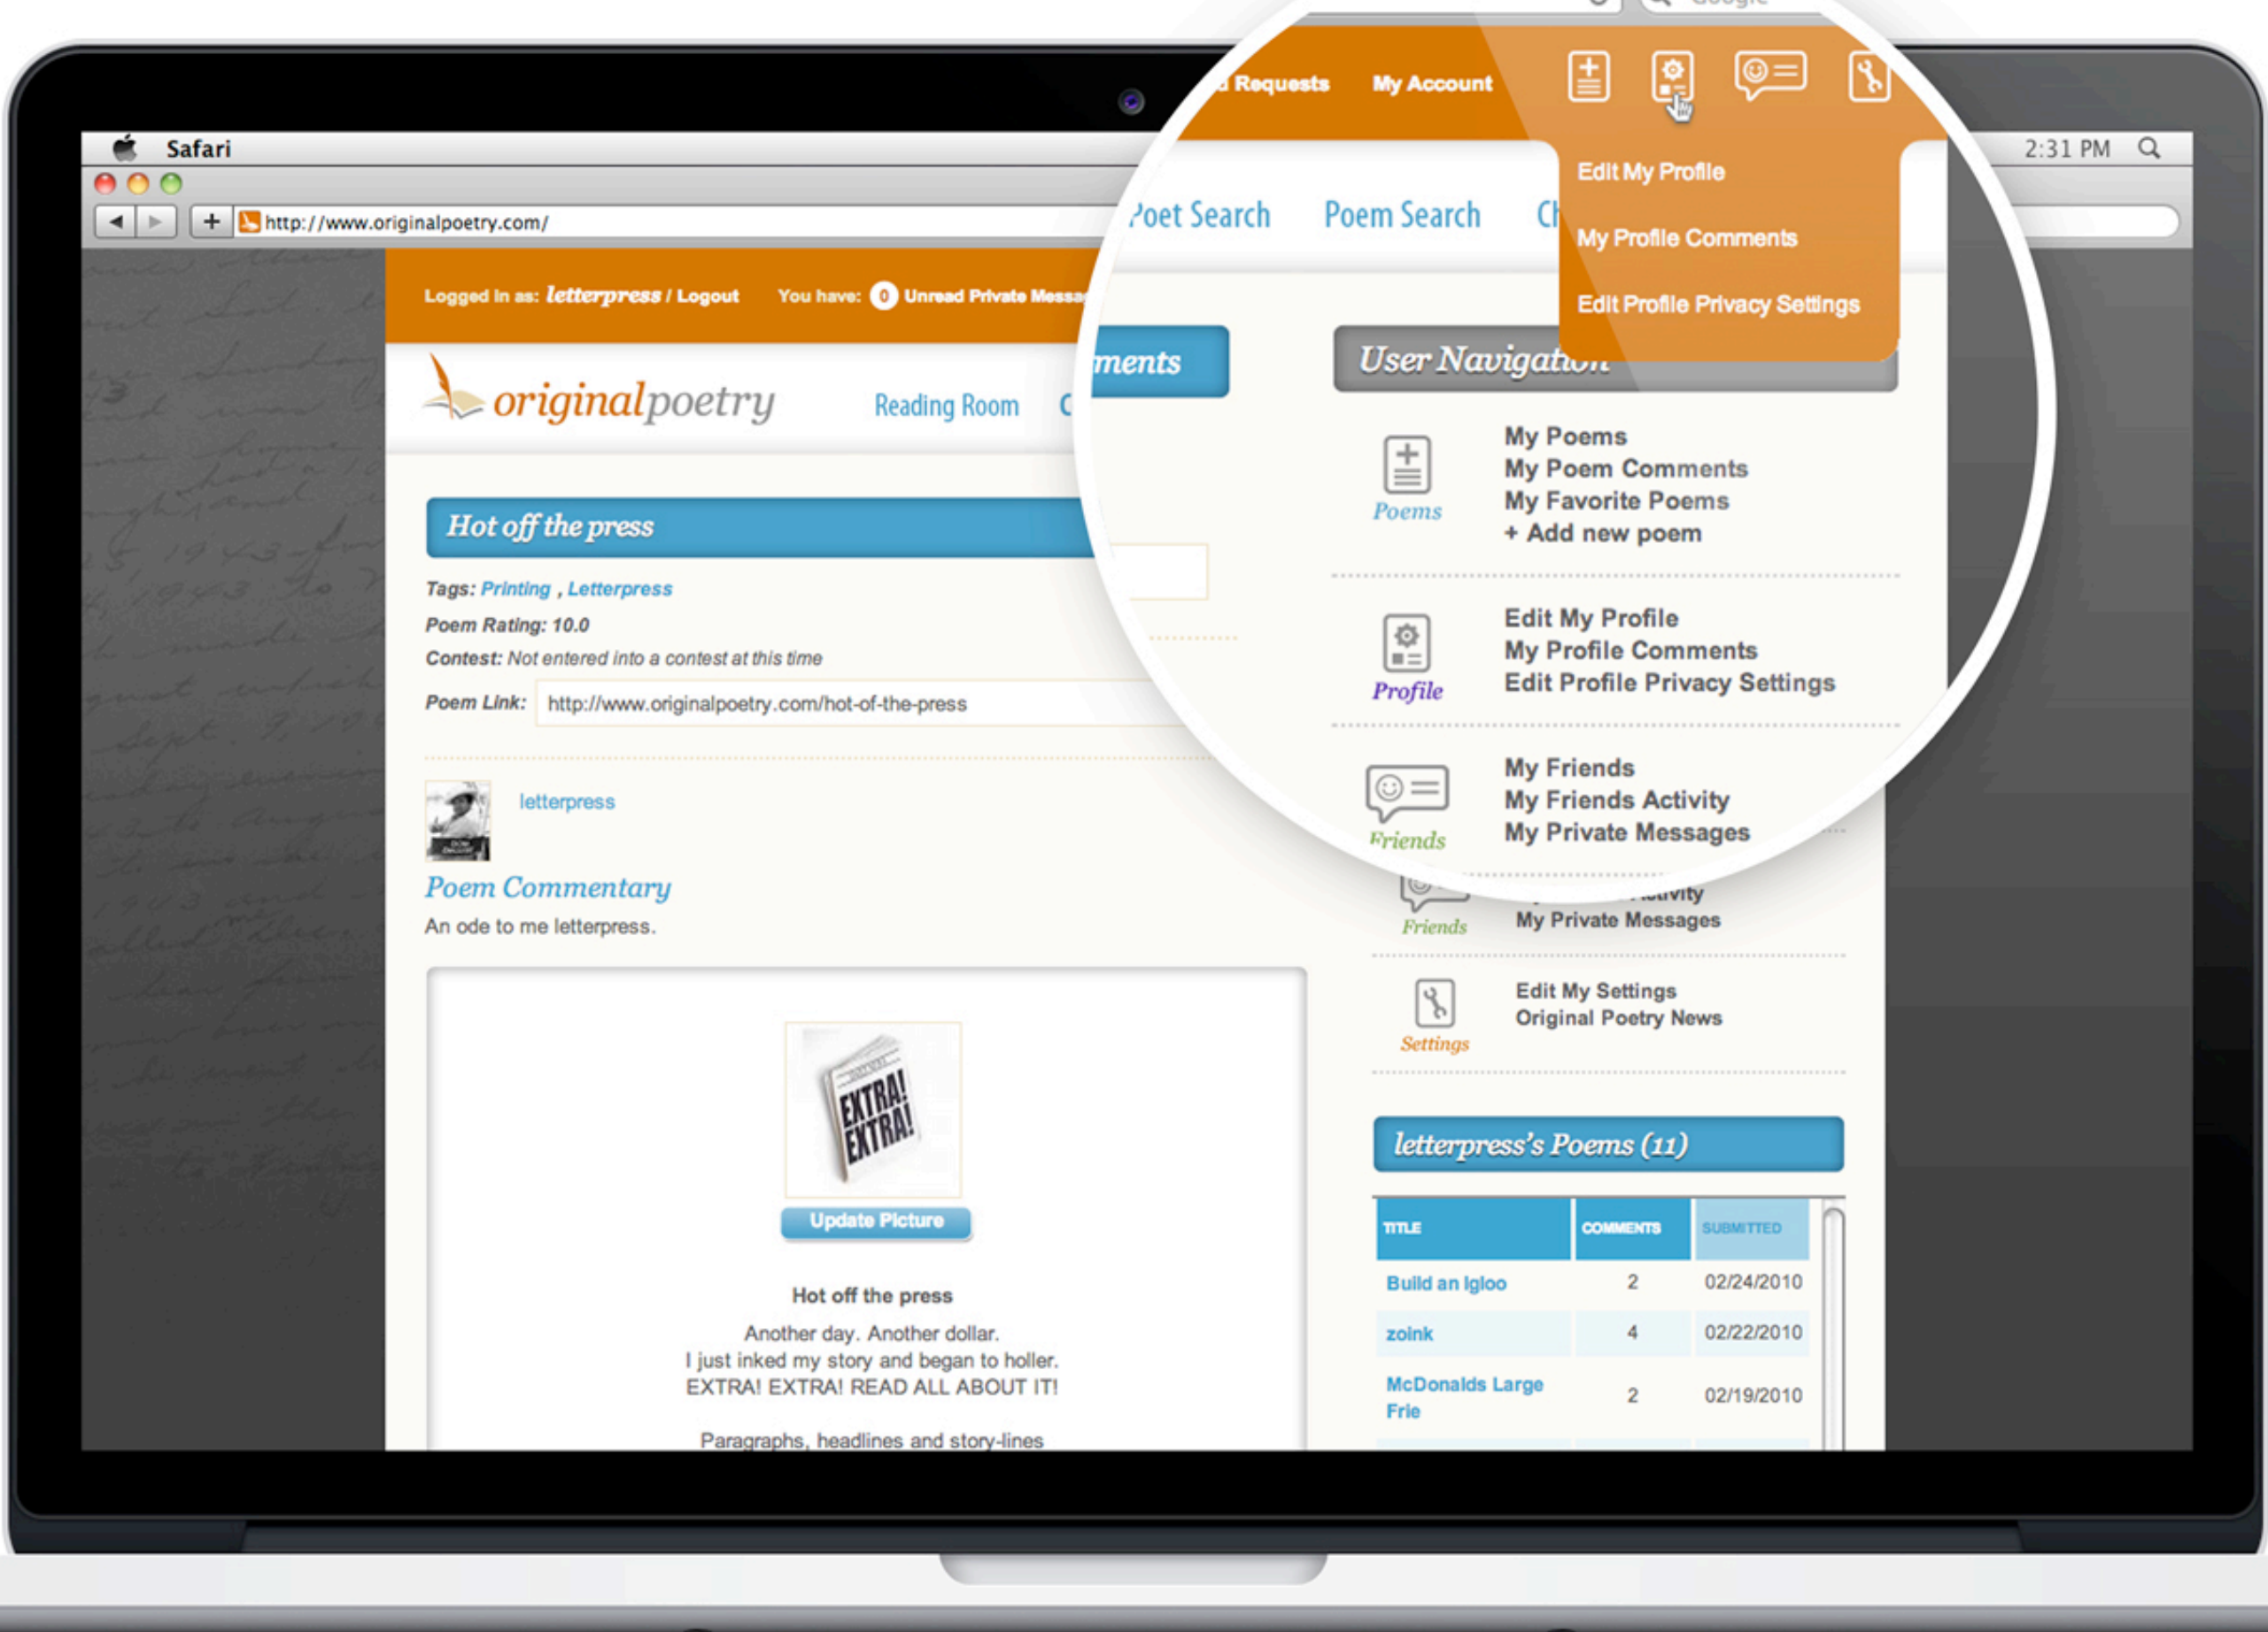 Google
Requests
My Account
Edit My Profile
My Profile Comments
Edit Profile Privacy Settings
Poet Search
Poem Search
User Navigation
Poems
My Poems
My Poem Comments
My Favorite Poems
+ Add new poem
Profile
Edit My Profile
My Profile Comments
Edit Profile Privacy Settings
Friends
My Friends
My Friends Activity
My Private Messages
Safari
2:31 PM
http://www.originalpoetry.com/
Logged in as: letterpress / Logout
You have: 0 Unread Private
originalpoetry
Reading Room
Hot off the press
Tags: Printing , Letterpress
Poem Rating: 10.0
Contest: Not entered into a contest at this time
Poem Link: http://www.originalpoetry.com/hot-of-the-press
letterpress
Poem Commentary
An ode to me letterpress.
EXTRA!
EXTRA!
Update Picture
Hot off the press
Another day. Another dollar.
I just inked my story and began to holler.
EXTRA! EXTRA! READ ALL ABOUT IT!
Paragraphs, headlines and story-lines
Friends
My Private Messages
Settings
Edit My Settings
Original Poetry News
letterpress's Poems (11)
TITLE COMMENTS SUBMITTED
Build an Igloo 2 02/24/2010
zoink 4 02/22/2010
McDonalds Large
Frie 2 02/19/2010